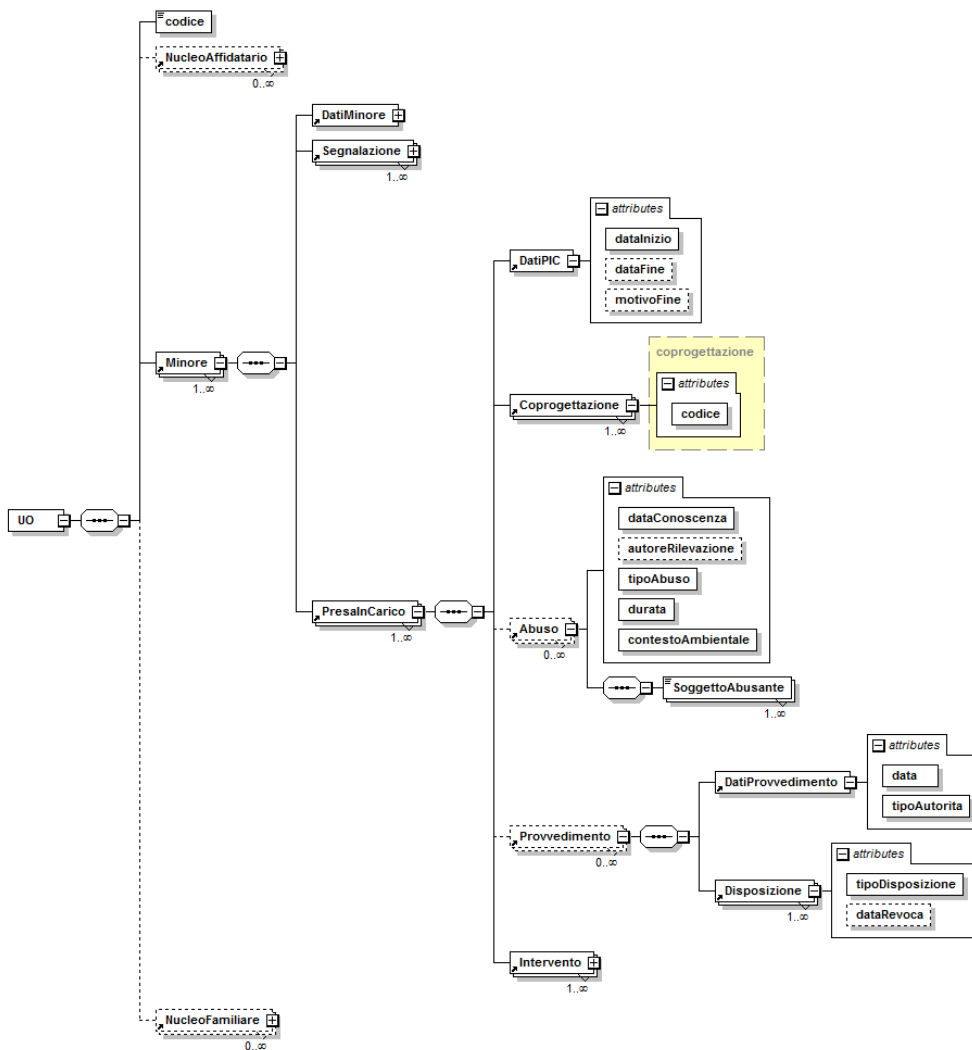 codice
NucleoAffidatario
0..∞
DatiMinore
Segnalazione
1..∞
attributes
dataInizio
DatiPIC
dataFine
motivoFine
coprogettazione
attributes
Minore
1..∞
Coprogettazione
codice
1..∞
attributes
dataConoscenza
UO
autoreRilevazione
tipoAbuso
durata
PresaInCarico
1..∞
Abuso
0..∞
contestoAmbientale
SoggettoAbusante
1..∞
attributes
data
DatiProvvedimento
tipoAutorita
Provvedimento
0..∞
attributes
tipoDisposizione
Disposizione
1..∞
dataRevoca
Intervento
1..∞
NucleoFamiliare
0..∞